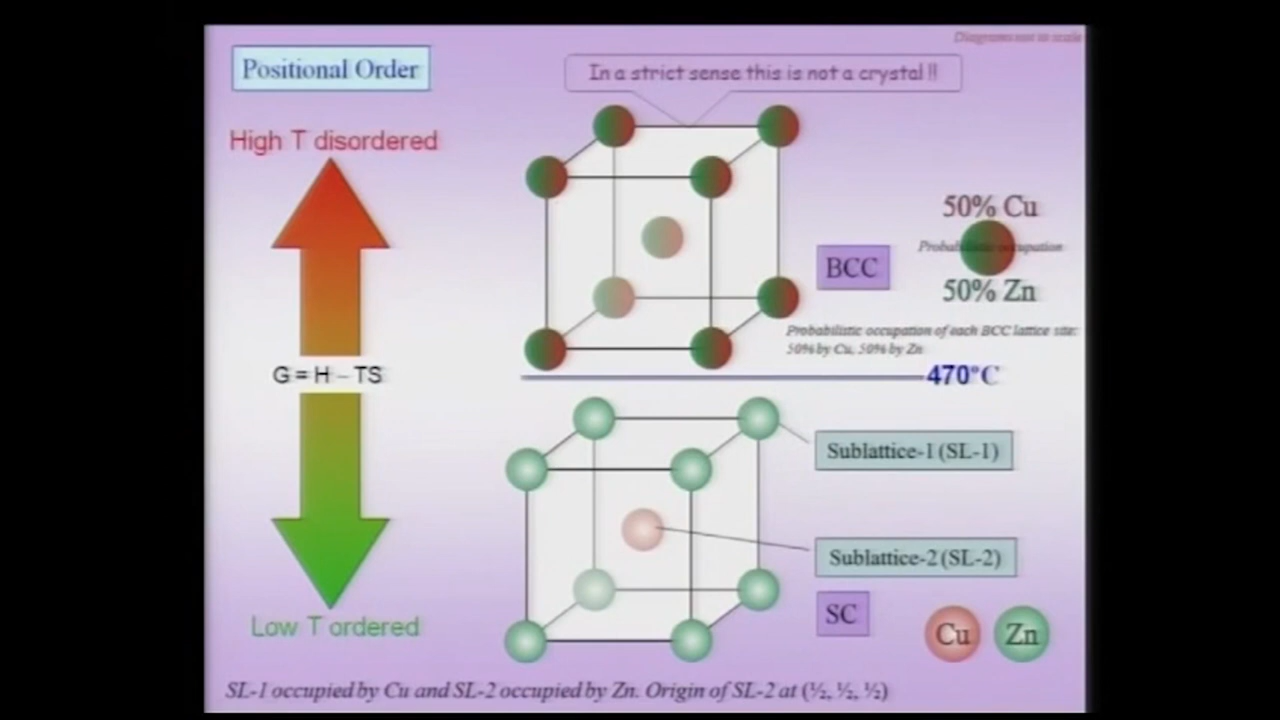 Diagrams not to scale
Positional Order
In a strict sense this is not a crystal !!
High T disordered
50% Cu
Probabilistic occupation
BCC
50% Zn
Probabilistic occupation of each BCC lattice site:
50% by Cu, 50% by Zn
G = H – TS
470°C
Sublattice-1 (SL-1)
Sublattice-2 (SL-2)
SC
Low T ordered
Cu
Zn
SL-1 occupied by Cu and SL-2 occupied by Zn. Origin of SL-2 at (½, ½, ½)